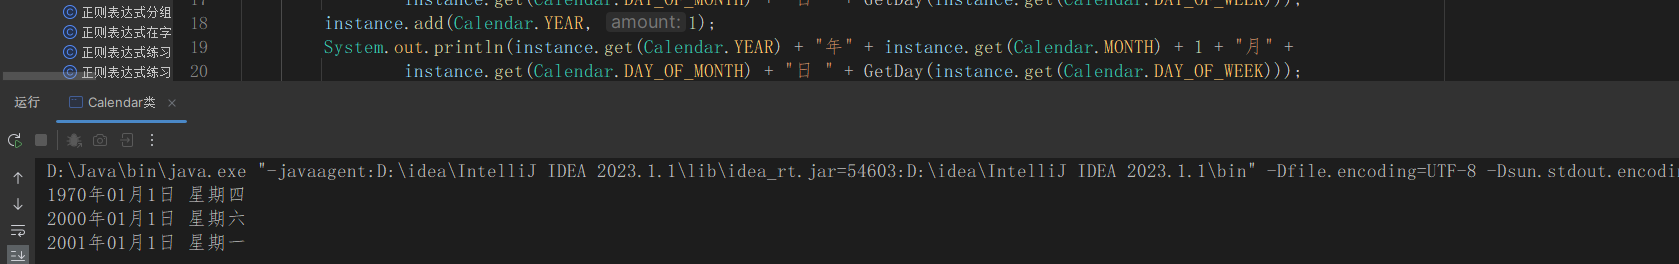 正则表达式分组
正则表达式在字
正则表达式练习
正则表达式练习
instance.get(Calendar.DAY_OF_MONTH) + "日 " + GetDay(instance.get(Calendar.DAY_OF_WEEK)));
18 instance.add(Calendar.YEAR, amount: 1);
19 System.out.println(instance.get(Calendar.YEAR) + "年" + instance.get(Calendar.MONTH) + 1 + "月" +
20 instance.get(Calendar.DAY_OF_MONTH) + "日 " + GetDay(instance.get(Calendar.DAY_OF_WEEK)));
运行 Calendar类 ×
D:\Java\bin\java.exe "-javaagent:D:\idea\IntelliJ IDEA 2023.1.1\lib\idea_rt.jar=54603:D:\idea\IntelliJ IDEA 2023.1.1\bin" -Dfile.encoding=UTF-8 -Dsun.stdout.encodin
1970年01月1日 星期四
2000年01月1日 星期六
2001年01月1日 星期一